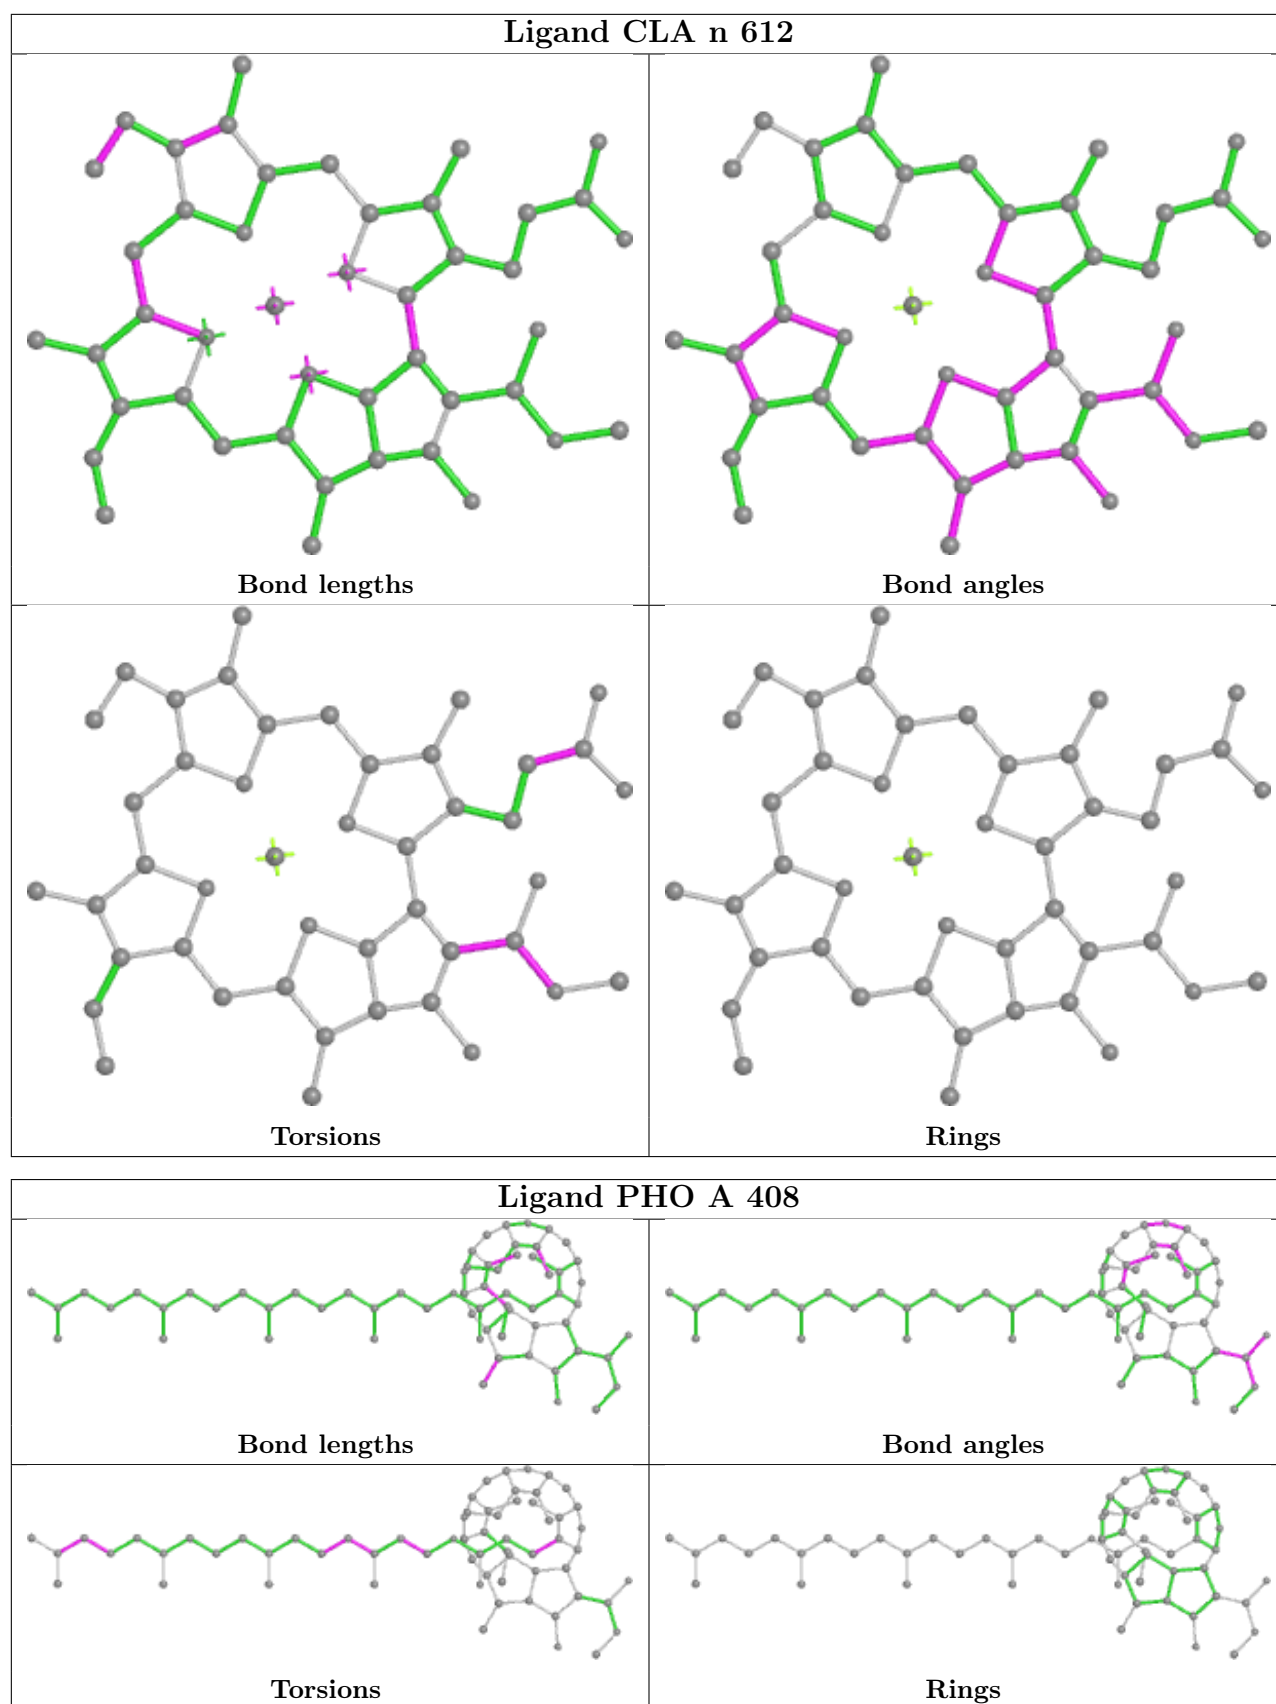 Ligand CLA n 612
Bond lengths
Bond angles
Torsions
Rings
Ligand PHO A 408
Bond lengths
Bond angles
Torsions
Rings